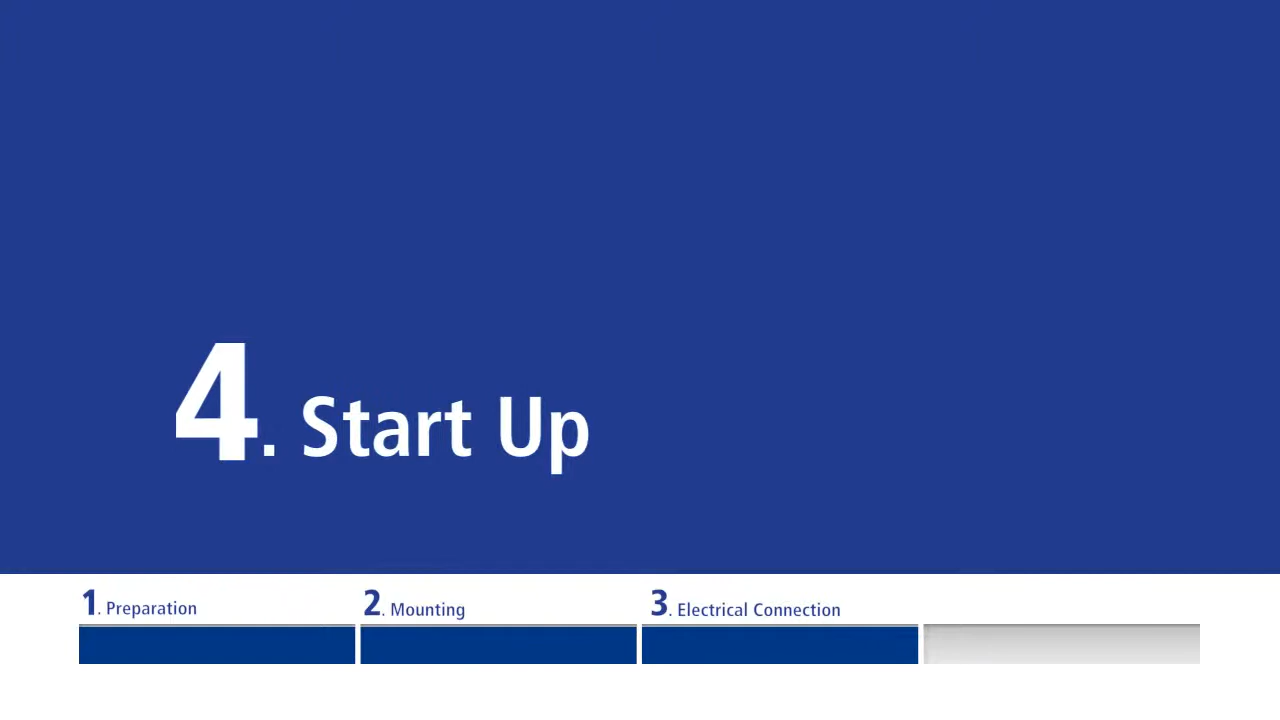 4. Start Up
1. Preparation
2. Mounting
3. Electrical Connection